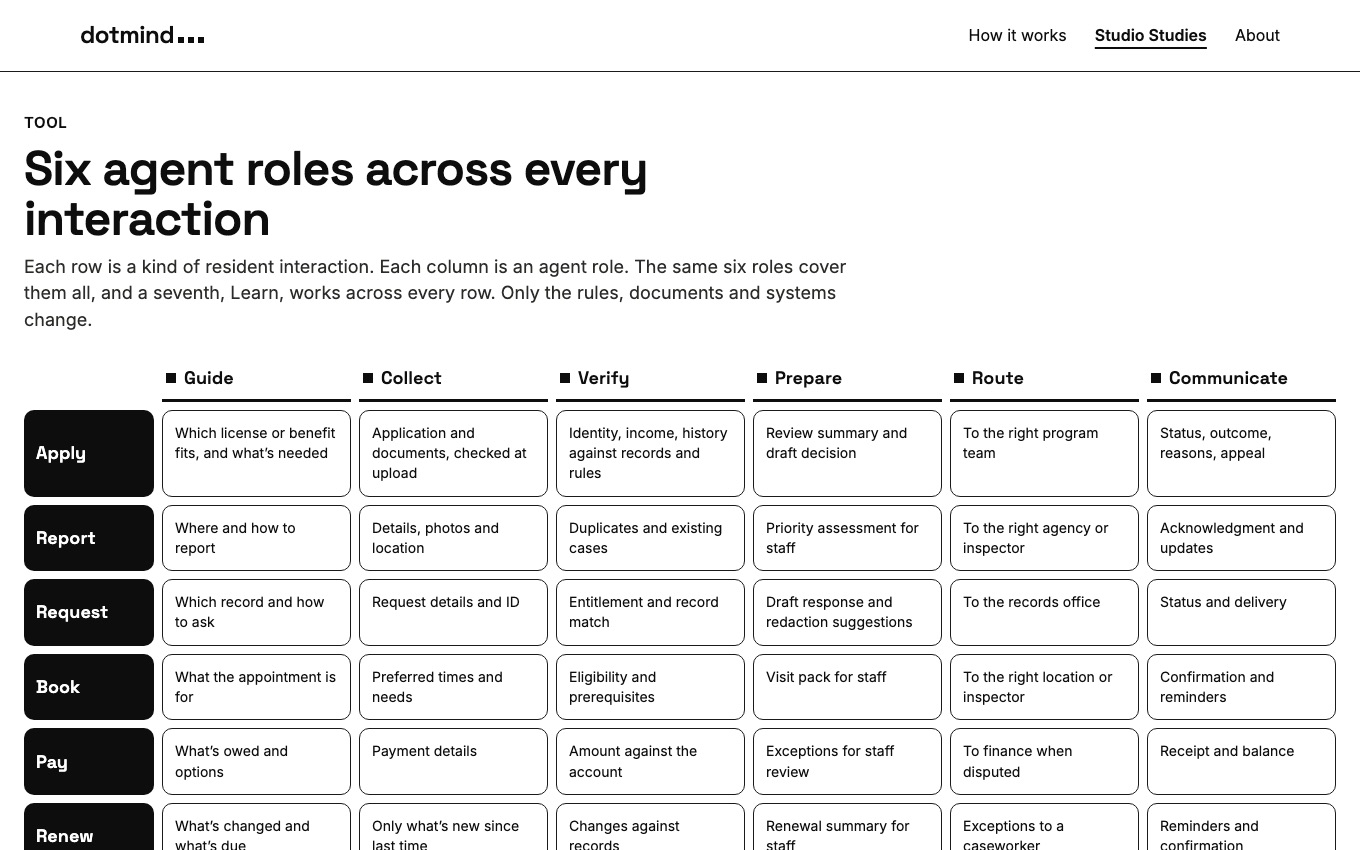 dotmind
How it works
Studio Studies
About
TOOL
Six agent roles across every
interaction
Each row is a kind of resident interaction. Each column is an agent role. The same six roles cover
them all, and a seventh, Learn, works across every row. Only the rules, documents and systems
change.
Guide
Collect
Verify
Prepare
Route
Communicate
Apply
Which license or benefit
fits, and what’s needed
Application and
documents, checked at
upload
Identity, income, history
against records and
rules
Review summary and
draft decision
To the right program
team
Status, outcome,
reasons, appeal
Report
Where and how to
report
Details, photos and
location
Duplicates and existing
cases
Priority assessment for
staff
To the right agency or
inspector
Acknowledgment and
updates
Request
Which record and how
to ask
Request details and ID
Entitlement and record
match
Draft response and
redaction suggestions
To the records office
Status and delivery
Book
What the appointment is
for
Preferred times and
needs
Eligibility and
prerequisites
Visit pack for staff
To the right location or
inspector
Confirmation and
reminders
Pay
What’s owed and
options
Payment details
Amount against the
account
Exceptions for staff
review
To finance when
disputed
Receipt and balance
Renew
What’s changed and
what’s due
Only what’s new since
last time
Changes against
records
Renewal summary for
staff
Exceptions to a
caseworker
Reminders and
confirmation